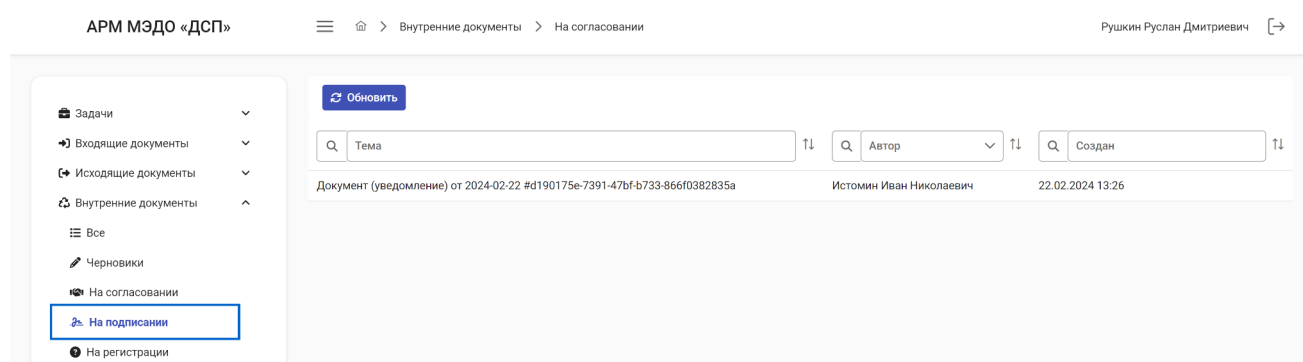 АРМ МЭДО «ДСП»
Внутренние документы > На согласовании
Рушкин Руслан Дмитриевич
Задачи
Входящие документы
Исходящие документы
Внутренние документы
Все
Черновики
На согласовании
На подписании
На регистрации
Обновить
Тема Автор Создан
Документ (уведомление) от 2024-02-22 #d190175e-7391-47bf-b733-866f0382835a Истомин Иван Николаевич 22.02.2024 13:26